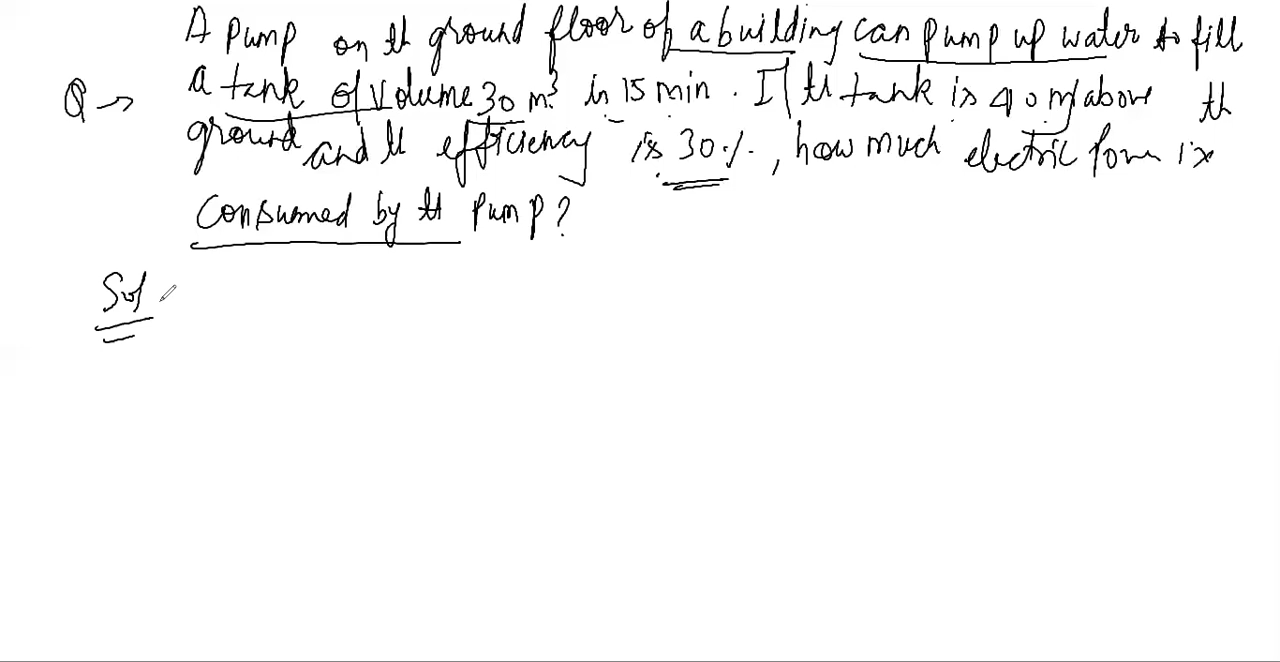 A pump on th ground floor of a building can pump up water to fill
Q → a tank of volume 30 m³ in 15 min. If th tank is 40 m above th
ground and th efficiency is 30%, how much electric power is
consumed by th pump?
Sol